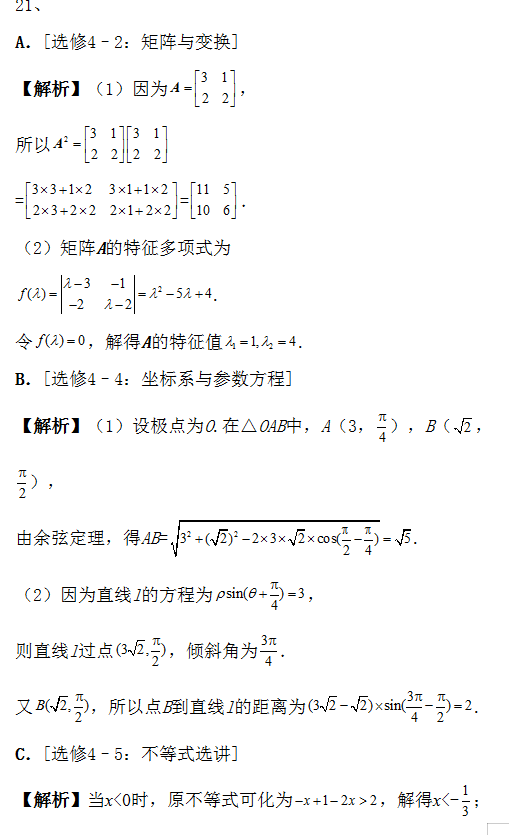 21、
A. [选修4-2:矩阵与变换]
【解析】(1)因为 A = [3 1; 2 2],
所以 A² = [3 1; 2 2][3 1; 2 2]
= [3×3+1×2 3×1+1×2; 2×3+2×2 2×1+2×2] = [11 5; 10 6].
(2)矩阵A的特征多项式为
f(λ) = |λ-3 -1; -2 λ-2| = λ²-5λ+4.
令 f(λ)=0,解得A的特征值 λ₁=1, λ₂=4.
B. [选修4-4:坐标系与参数方程]
【解析】(1)设极点为O.在△OAB中,A(3,π/4),B(√2,
π/2),
由余弦定理,得AB=√(3²+(√2)²-2×3×√2×cos(π/2-π/4))=√5.
(2)因为直线l的方程为 ρsin(θ+π/4)=3,
则直线l过点(3√2,π/2),倾斜角为3π/4.
又B(√2,π/2),所以点B到直线l的距离为(3√2-√2)×sin(3π/4-π/2)=2.
C. [选修4-5:不等式选讲]
【解析】当x<0时,原不等式可化为-x+1-2x>2,解得x<-1/3;